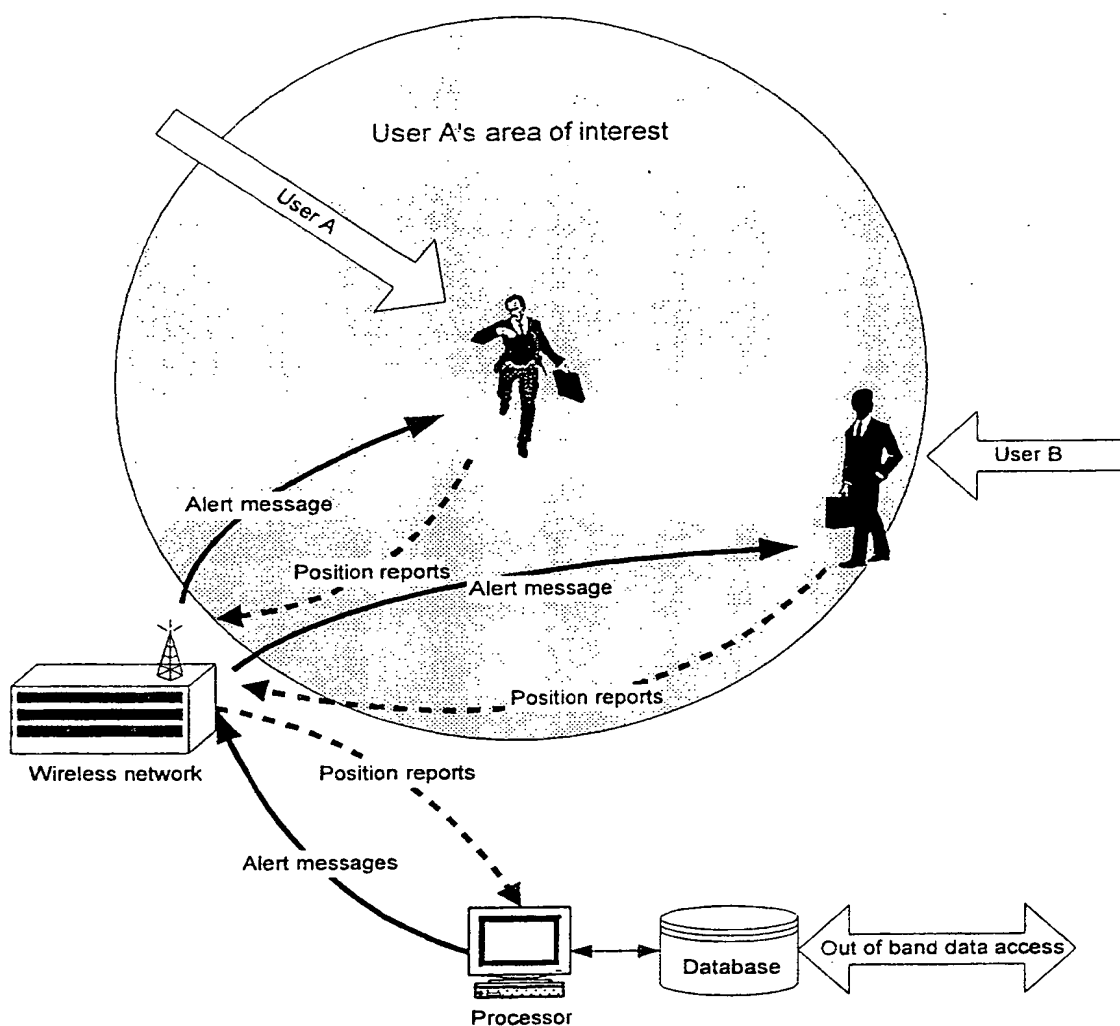 User A's area of interest
User A
User B
Alert message
Position reports
Alert message
Position reports
Wireless network
Position reports
Alert messages
Out of band data access
Database
Processor